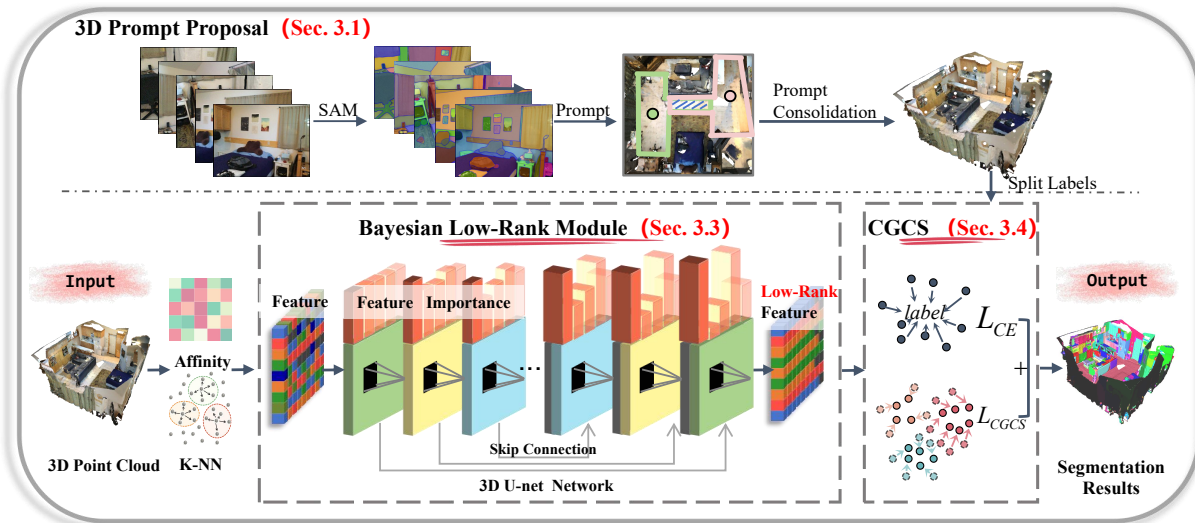 3D Prompt Proposal (Sec. 3.1)
SAM
Prompt
Prompt
Consolidation
Split Labels
Bayesian Low-Rank Module (Sec. 3.3)
CGCS (Sec. 3.4)
Input
Feature
Feature Importance
Low-Rank
Feature
label
L_CE
Output
Affinity
+
...
L_CGCS
Skip Connection
3D Point Cloud
K-NN
3D U-net Network
Segmentation
Results